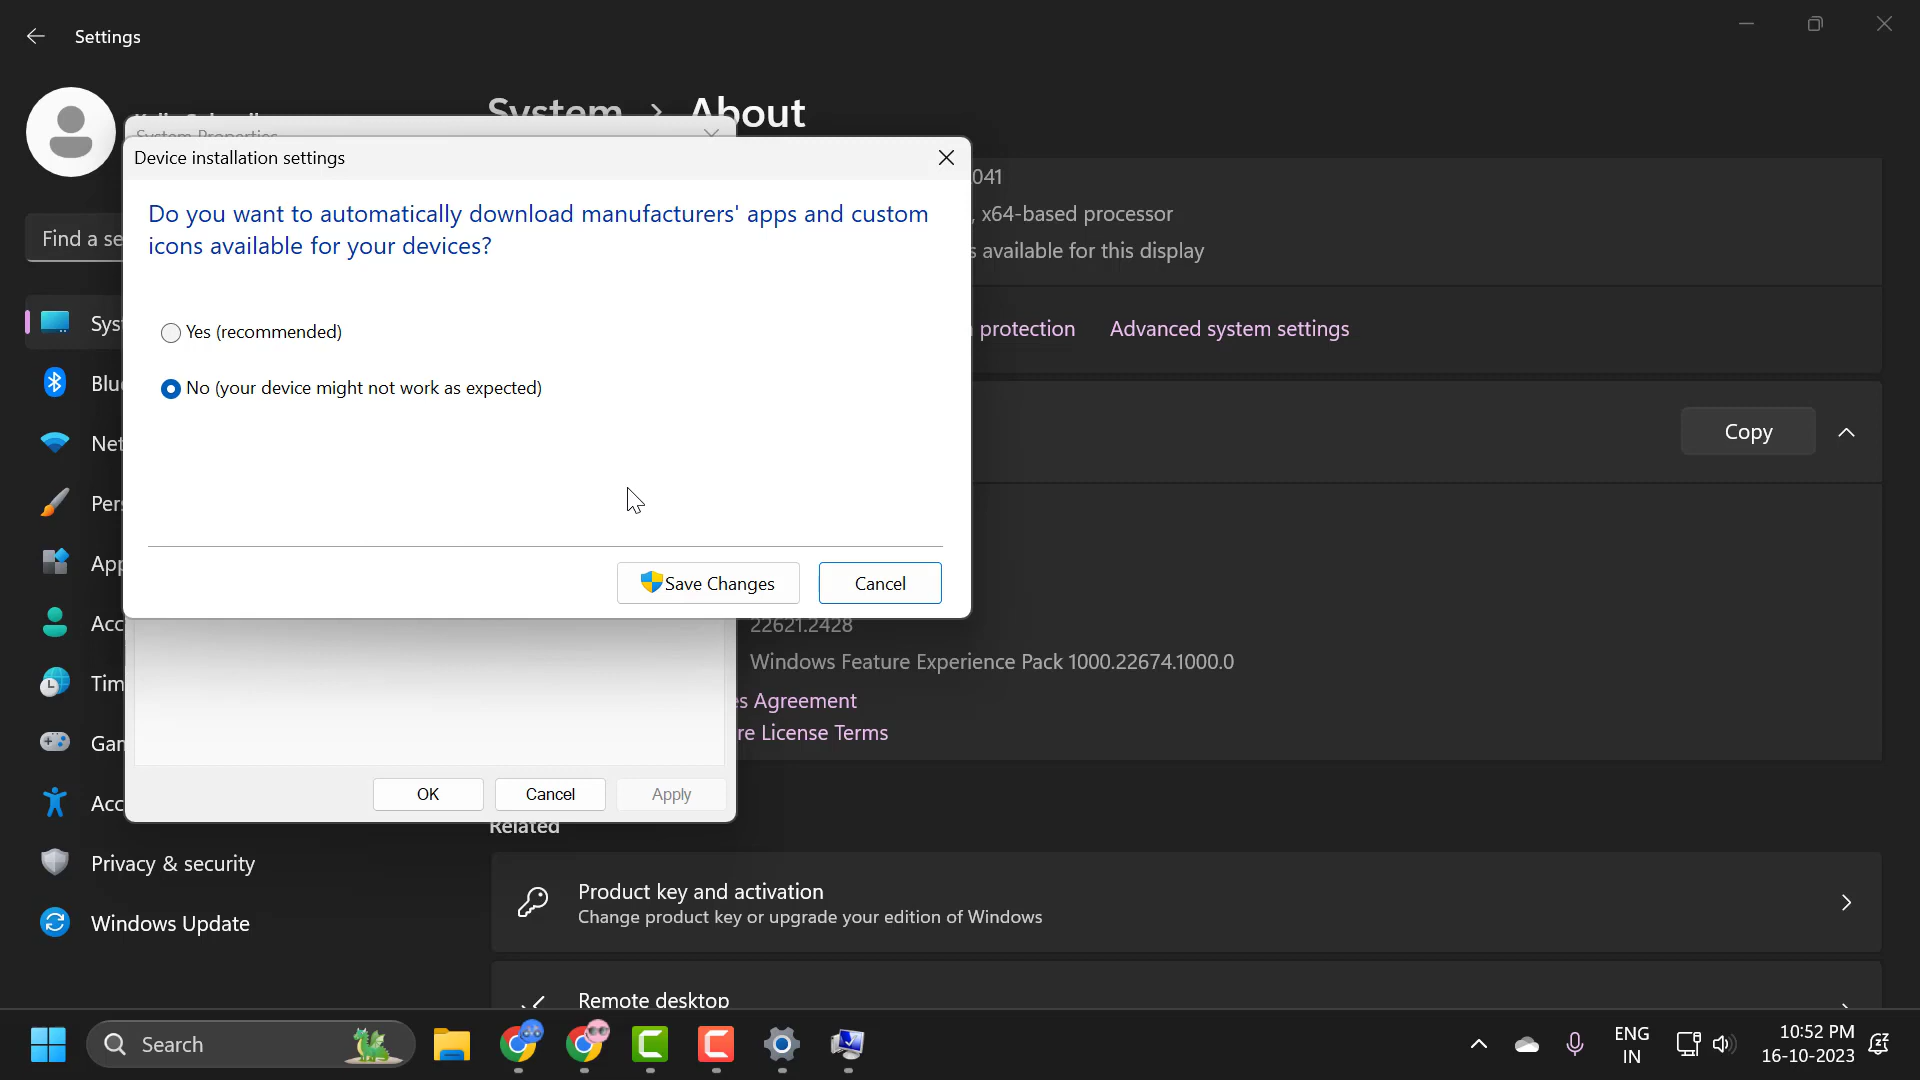 Settings
System > About
System Properties
Device installation settings
Do you want to automatically download manufacturers' apps and custom
icons available for your devices?
Yes (recommended)
No (your device might not work as expected)
Save Changes
Cancel
OK
Cancel
Apply
Find a se
Sys
Blu
Net
Pers
App
Acc
Tim
Gam
Acc
Privacy & security
Windows Update
041
, x64-based processor
s available for this display
protection
Advanced system settings
Copy
22621.2428
Windows Feature Experience Pack 1000.22674.1000.0
es Agreement
re License Terms
Related
Product key and activation
Change product key or upgrade your edition of Windows
Remote desktop
Search
ENG
IN
10:52 PM
16-10-2023